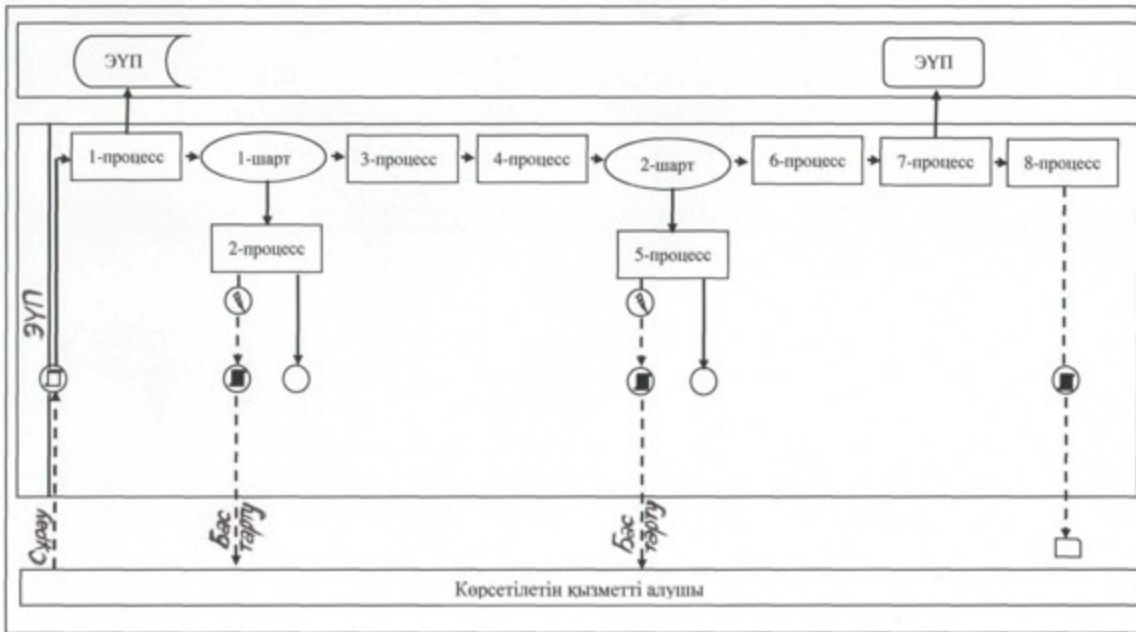 ЭҮП
ЭҮП
1-процесс
1-шарт
3-процесс
4-процесс
2-шарт
6-процесс
7-процесс
8-процесс
2-процесс
5-процесс
ЭҮП
Сұрау
Бас
тарту
Бас
тарту
Көрсетілетін қызметті алушы